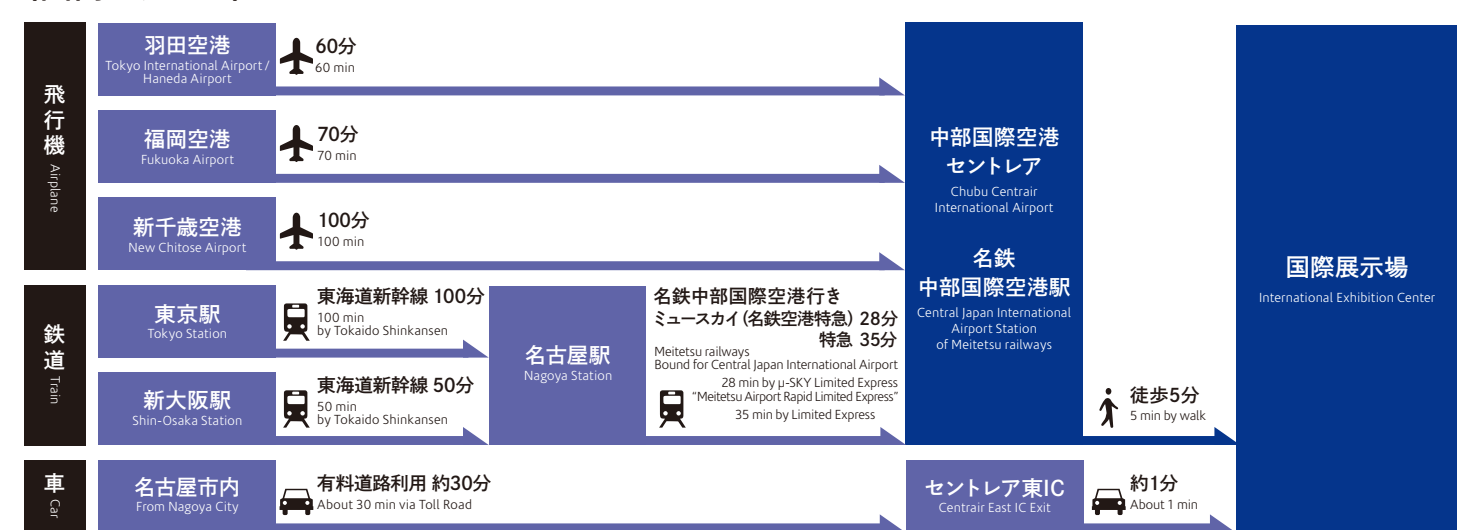 飛行機
Airplane
羽田空港
Tokyo International Airport /
Haneda Airport
60分
60 min
福岡空港
Fukuoka Airport
70分
70 min
新千歳空港
New Chitose Airport
100分
100 min
中部国際空港
セントレア
Chubu Centrair
International Airport
名鉄
中部国際空港駅
Central Japan International
Airport Station
of Meitetsu railways
国際展示場
International Exhibition Center
鉄道
Train
東京駅
Tokyo Station
東海道新幹線 100分
100 min
by Tokaido Shinkansen
新大阪駅
Shin-Osaka Station
東海道新幹線 50分
50 min
by Tokaido Shinkansen
名古屋駅
Nagoya Station
名鉄中部国際空港行き
ミュースカイ(名鉄空港特急) 28分
特急 35分
Meitetsu railways
Bound for Central Japan International Airport
28 min by μ-SKY Limited Express
“Meitetsu Airport Rapid Limited Express”
35 min by Limited Express
徒歩5分
5 min by walk
車
Car
名古屋市内
From Nagoya City
有料道路利用 約30分
About 30 min via Toll Road
セントレア東IC
Centrair East IC Exit
約1分
About 1 min